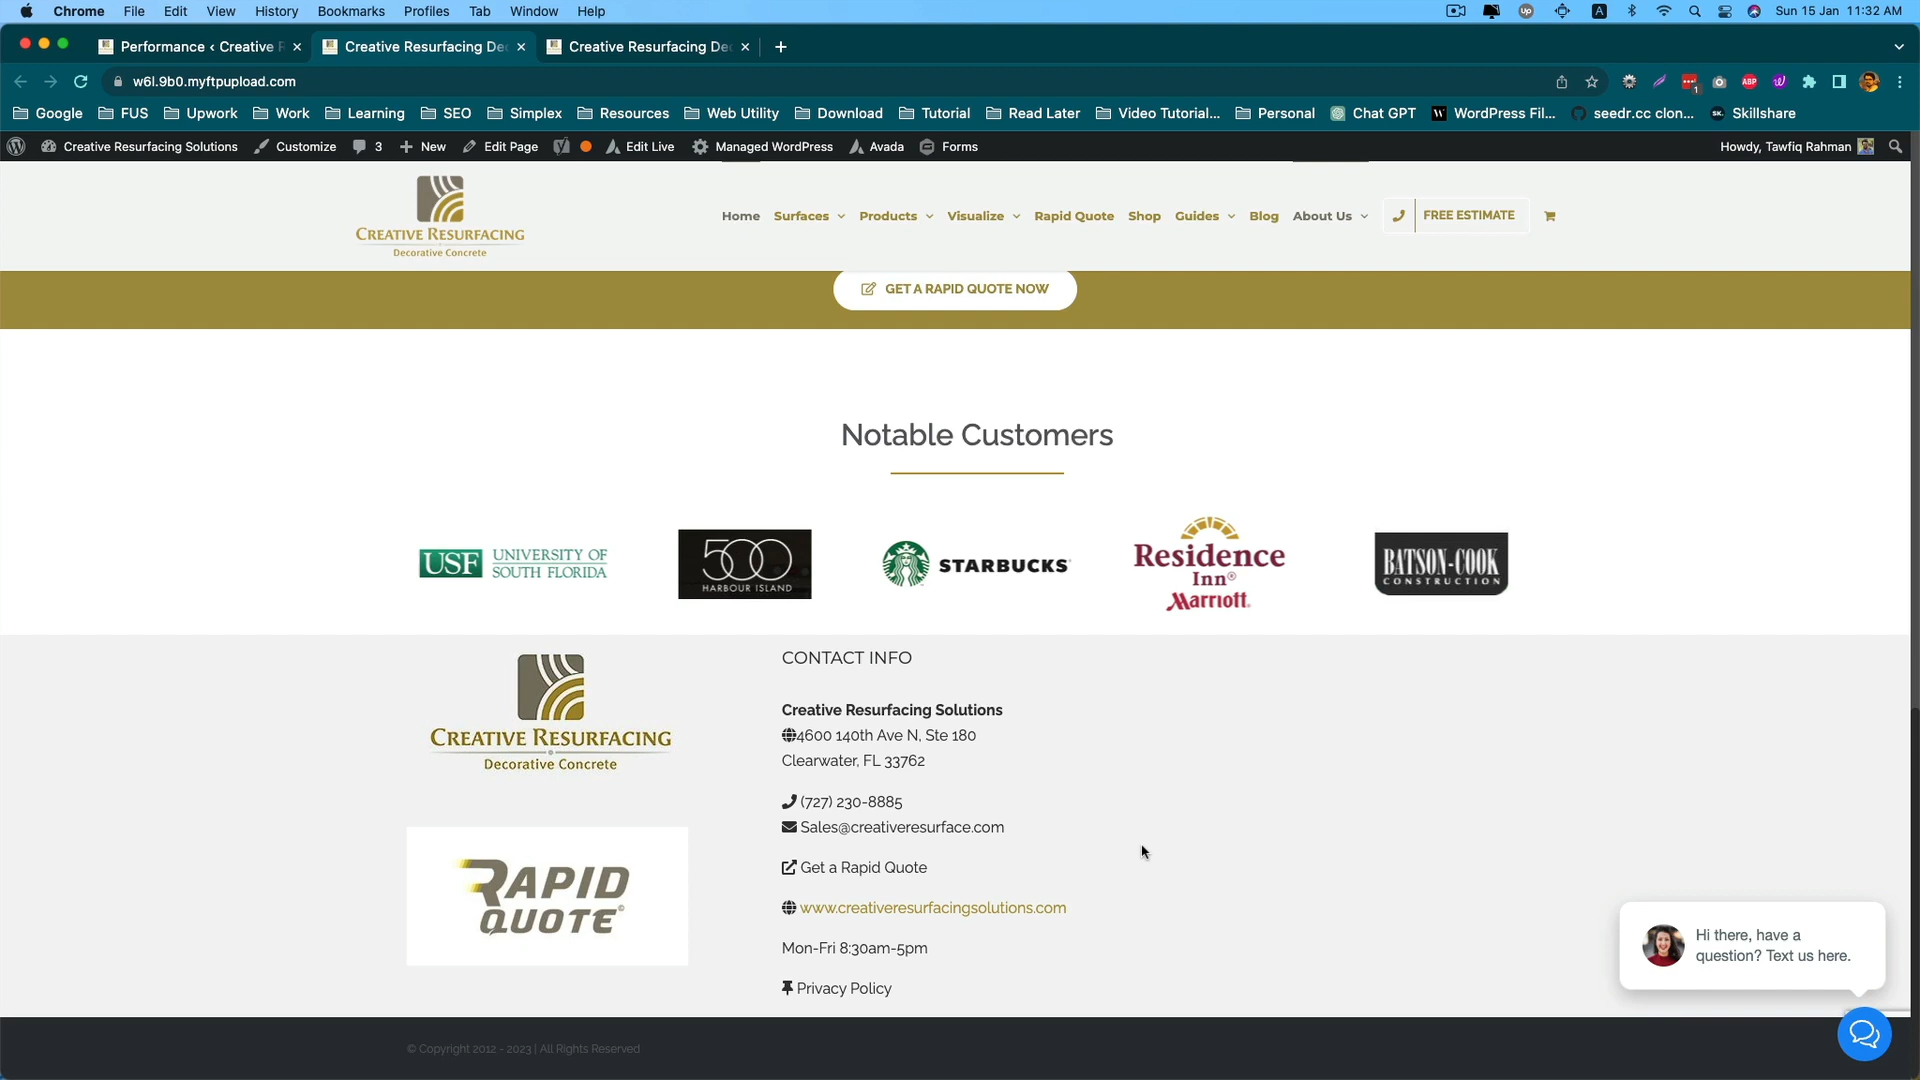 Chrome File Edit View History Bookmarks Profiles Tab Window Help
Sun 15 Jan 11:32 AM
Performance ‹ Creative R
Creative Resurfacing Dec
Creative Resurfacing Dec
w6l.9b0.myftpupload.com
Google FUS Upwork Work Learning SEO Simplex Resources Web Utility Download Tutorial Read Later Video Tutorial... Personal Chat GPT WordPress Fil... seedr.cc clon... Skillshare
Creative Resurfacing Solutions Customize 3 New Edit Page Edit Live Managed WordPress Avada Forms
Howdy, Tawfiq Rahman
CREATIVE RESURFACING
Decorative Concrete
Home Surfaces Products Visualize Rapid Quote Shop Guides Blog About Us FREE ESTIMATE
GET A RAPID QUOTE NOW
Notable Customers
USF UNIVERSITY OF
SOUTH FLORIDA
500
HARBOUR ISLAND
STARBUCKS
Residence
Inn®
Marriott
BATSON-COOK
CONSTRUCTION
CREATIVE RESURFACING
Decorative Concrete
RAPID
QUOTE©
CONTACT INFO
Creative Resurfacing Solutions
4600 140th Ave N, Ste 180
Clearwater, FL 33762
(727) 230-8885
Sales@creativeresurface.com
Get a Rapid Quote
www.creativeresurfacingsolutions.com
Mon-Fri 8:30am-5pm
Privacy Policy
Hi there, have a
question? Text us here.
© Copyright 2012 - 2023 | All Rights Reserved